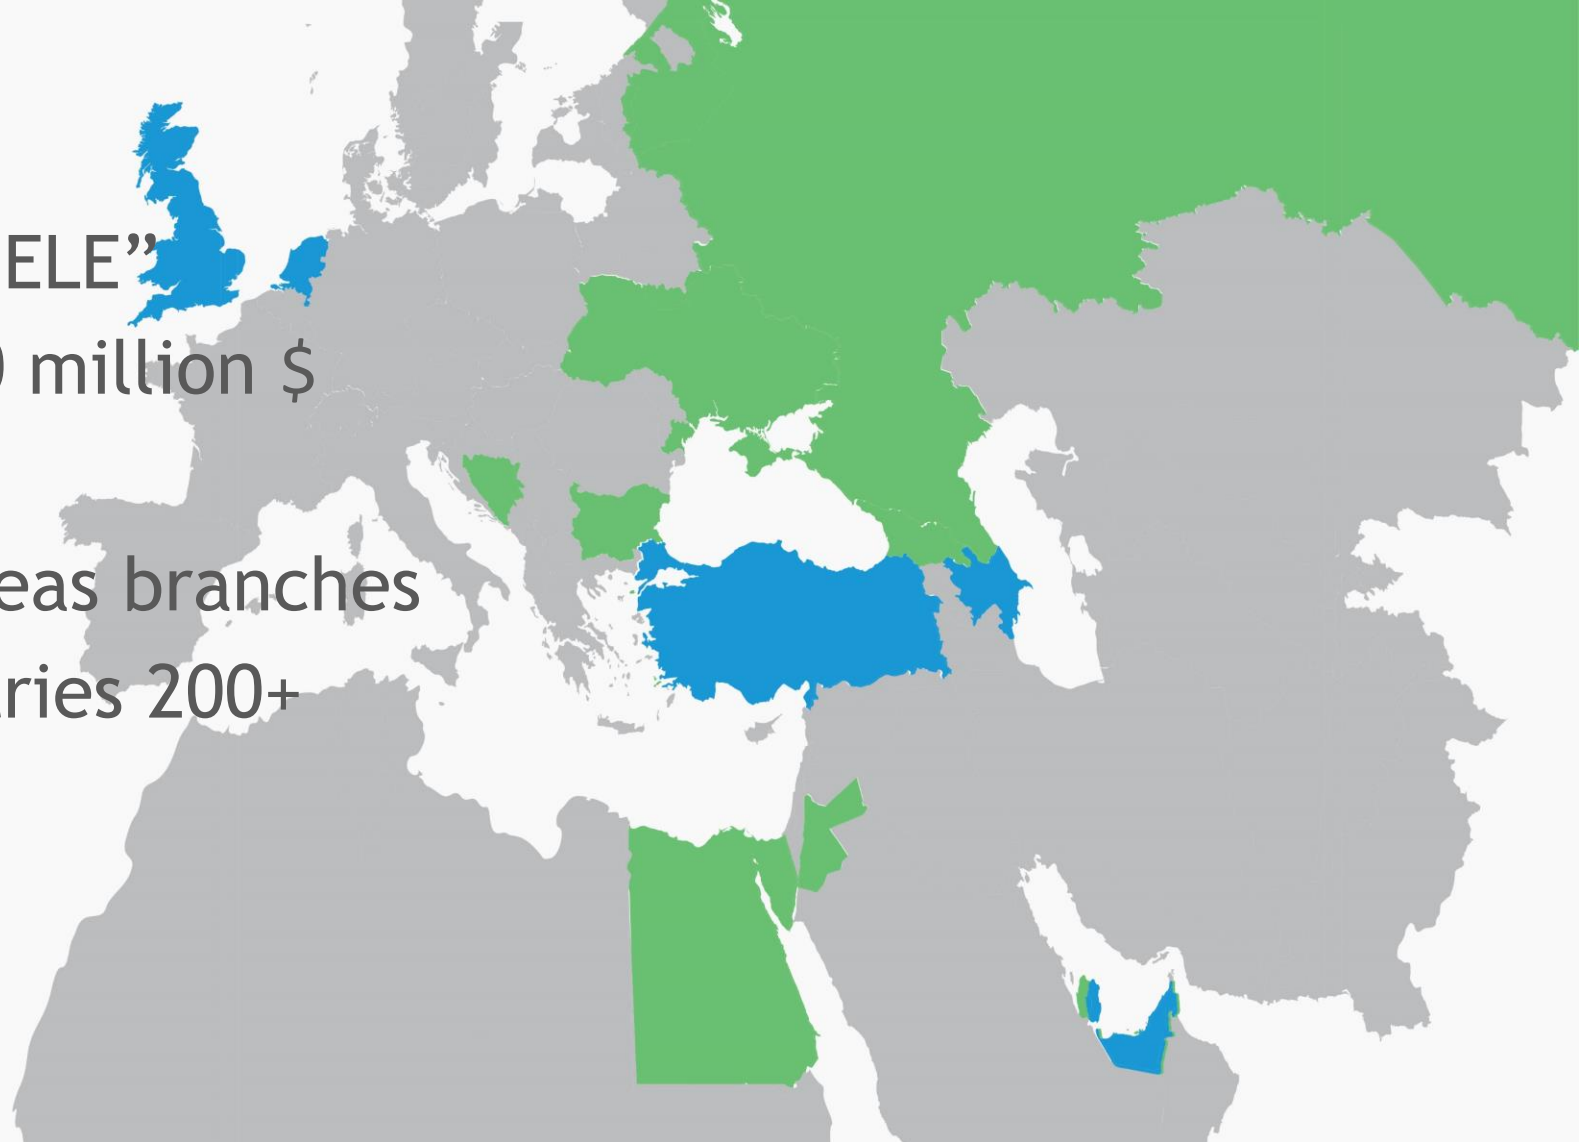 ELE”
million $
eas branches
ries 200+